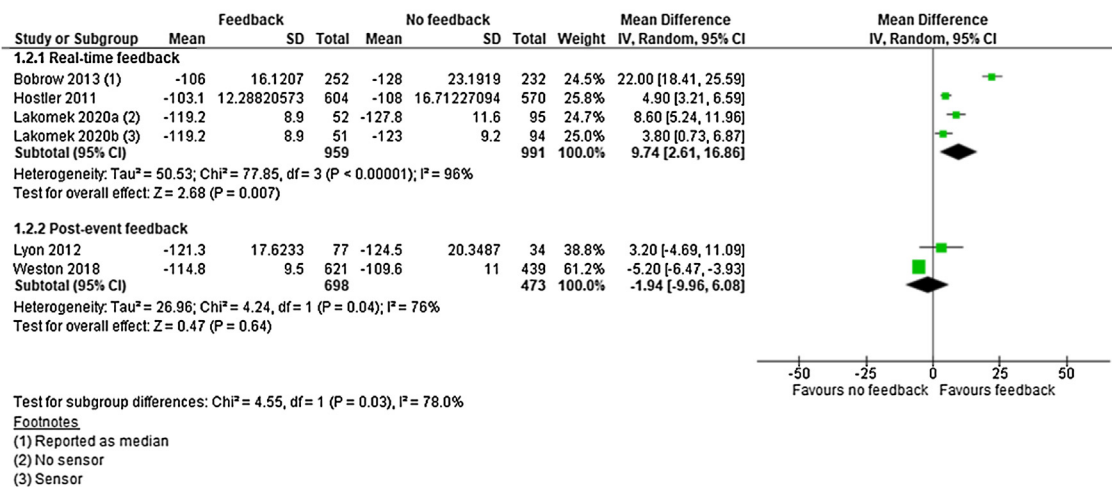 Feedback No feedback Mean Difference Mean Difference
Study or Subgroup Mean SD Total Mean SD Total Weight IV, Random, 95% CI IV, Random, 95% CI
1.2.1 Real-time feedback
Bobrow 2013 (1) -106 16.1207 252 -128 23.1919 232 24.5% 22.00 [18.41, 25.59]
Hostler 2011 -103.1 12.28820573 604 -108 16.71227094 570 25.8% 4.90 [3.21, 6.59]
Lakomek 2020a (2) -119.2 8.9 52 -127.8 11.6 95 24.7% 8.60 [5.24, 11.96]
Lakomek 2020b (3) -119.2 8.9 51 -123 9.2 94 25.0% 3.80 [0.73, 6.87]
Subtotal (95% CI) 959 991 100.0% 9.74 [2.61, 16.86]
Heterogeneity: Tau² = 50.53; Chi² = 77.85, df = 3 (P < 0.00001); I² = 96%
Test for overall effect: Z = 2.68 (P = 0.007)
1.2.2 Post-event feedback
Lyon 2012 -121.3 17.6233 77 -124.5 20.3487 34 38.8% 3.20 [-4.69, 11.09]
Weston 2018 -114.8 9.5 621 -109.6 11 439 61.2% -5.20 [-6.47, -3.93]
Subtotal (95% CI) 698 473 100.0% -1.94 [-9.96, 6.08]
Heterogeneity: Tau² = 26.96; Chi² = 4.24, df = 1 (P = 0.04); I² = 76%
Test for overall effect: Z = 0.47 (P = 0.64)
-50 -25 0 25 50
Favours no feedback Favours feedback
Test for subgroup differences: Chi² = 4.55, df = 1 (P = 0.03), I² = 78.0%
Footnotes
(1) Reported as median
(2) No sensor
(3) Sensor